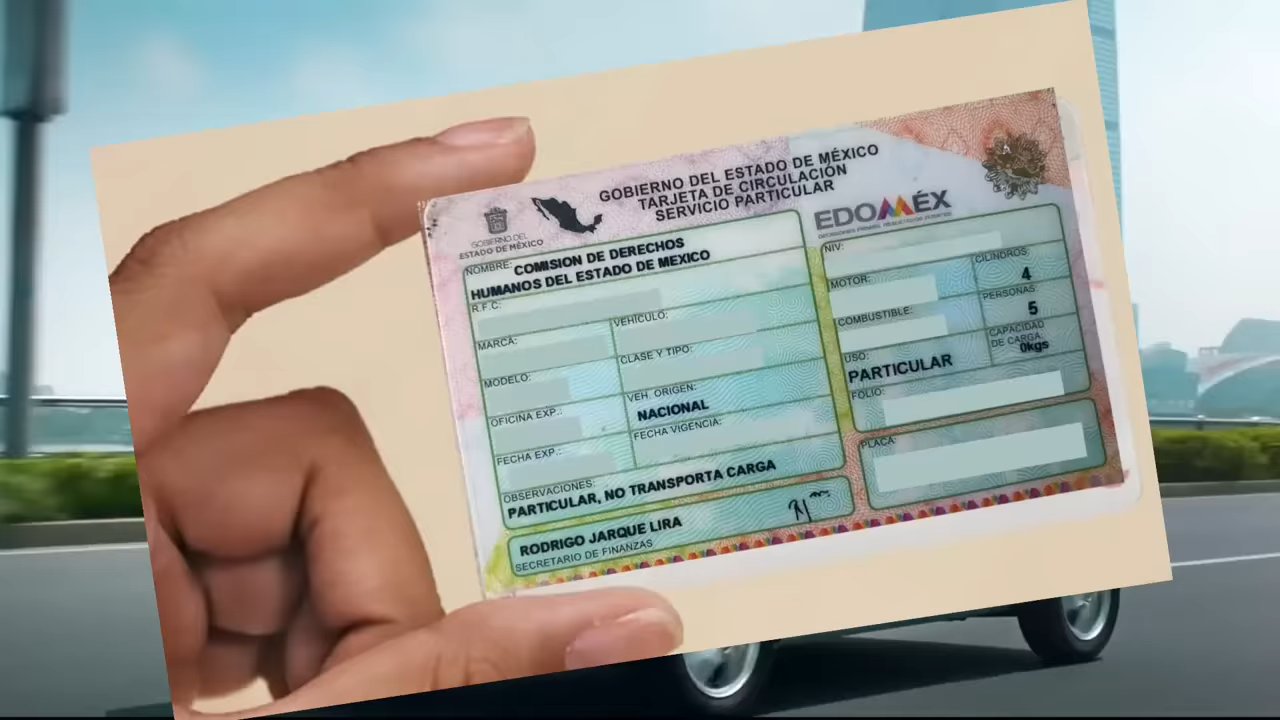 GOBIERNO DEL ESTADO DE MÉXICO
TARJETA DE CIRCULACIÓN
SERVICIO PARTICULAR
GOBIERNO DEL
ESTADO DE MÉXICO
EDOMÉX
NOMBRE: COMISION DE DERECHOS
HUMANOS DEL ESTADO DE MEXICO
R.F.C:
MARCA:
VEHÍCULO:
MODELO:
CLASE Y TIPO:
OFICINA EXP.:
VEH. ORIGEN:
NACIONAL
FECHA EXP.:
FECHA VIGENCIA:
OBSERVACIONES:
PARTICULAR, NO TRANSPORTA CARGA
RODRIGO JARQUE LIRA
SECRETARIO DE FINANZAS
NIV:
CILINDROS
4
MOTOR:
PERSONAS:
5
COMBUSTIBLE:
CAPACIDAD
DE CARGA:
0kgs
USO:
PARTICULAR
FOLIO:
PLACA: